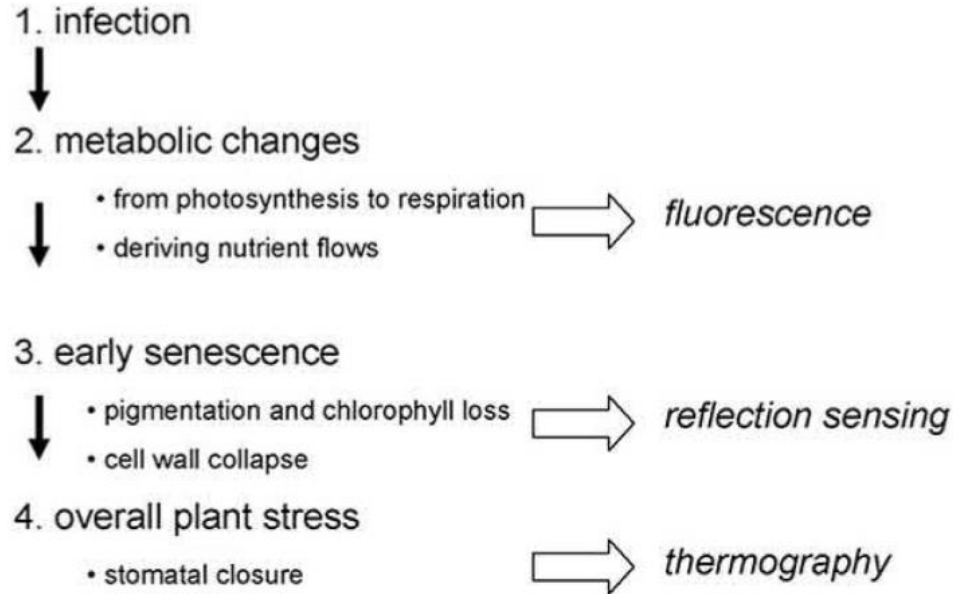 1. infection
2. metabolic changes
• from photosynthesis to respiration
fluorescence
• deriving nutrient flows
3. early senescence
• pigmentation and chlorophyll loss
reflection sensing
• cell wall collapse
4. overall plant stress
• stomatal closure
thermography